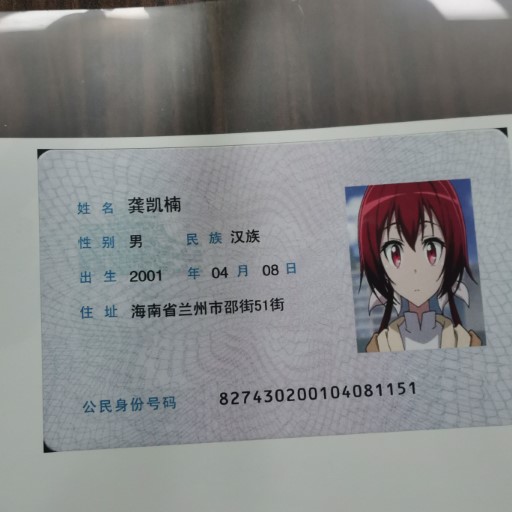 姓名 龚凯楠
性别 男 民族 汉族
出生 2001 年 04 月 08 日
住址 海南省兰州市邵街51街
公民身份号码 827430200104081151